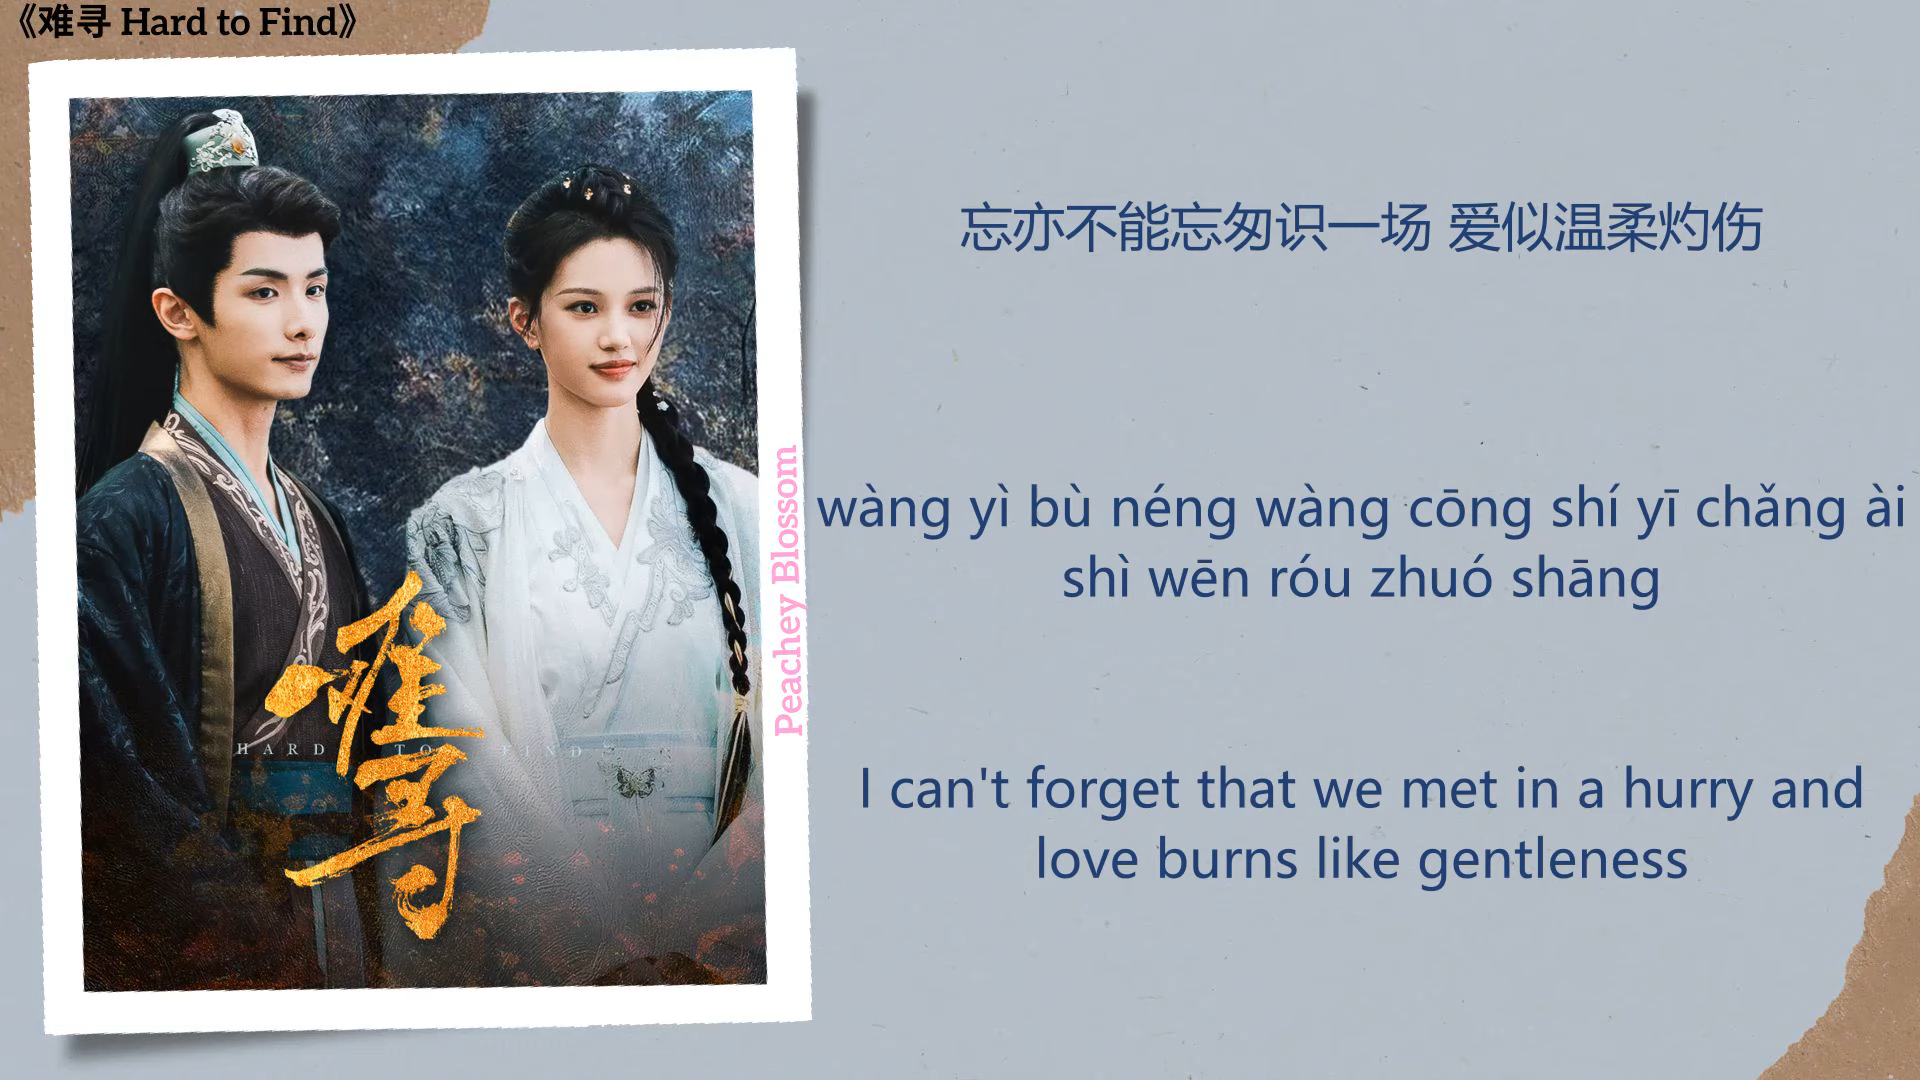 《难寻 Hard to Find》
难寻
HARD TO FIND
Peachey Blossom
忘亦不能忘匆识一场 爱似温柔灼伤
wàng yì bù néng wàng cōng shí yī chǎng ài
shì wēn róu zhuó shāng
I can't forget that we met in a hurry and
love burns like gentleness